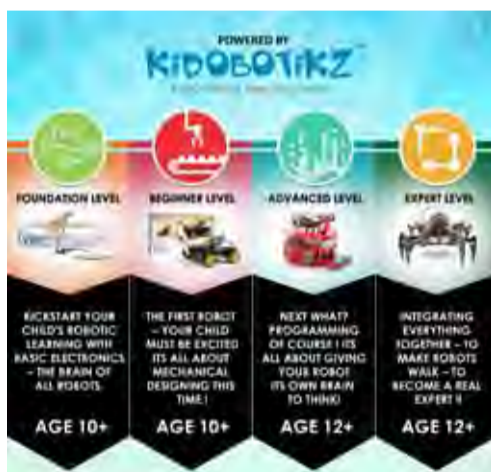 POWERED BY
KIDOBOTIKZ
FOUNDATION LEVEL
BEGINNER LEVEL
ADVANCED LEVEL
EXPERT LEVEL
KICKSTART YOUR
CHILD'S ROBOTIC
LEARNING WITH
BASIC ELECTRONICS
– THE BRAIN OF
ALL ROBOTS.
AGE 10+
THE FIRST ROBOT
– YOUR CHILD
MUST BE EXCITED
ITS ALL ABOUT
MECHANICAL
DESIGNING THIS
TIME !
AGE 10+
NEXT WHAT?
PROGRAMMING
OF COURSE ! ITS
ALL ABOUT GIVING
YOUR ROBOT
ITS OWN BRAIN
TO THINK!
AGE 12+
INTEGRATING
EVERYTHING
TOGETHER – TO
MAKE ROBOTS
WALK – TO
BECOME A REAL
EXPERT !!
AGE 12+